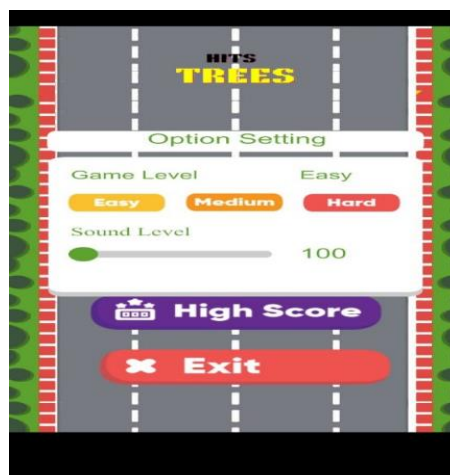 HITS
TREES
Option Setting
Game Level Easy
Easy Medium Hard
Sound Level
100
High Score
Exit